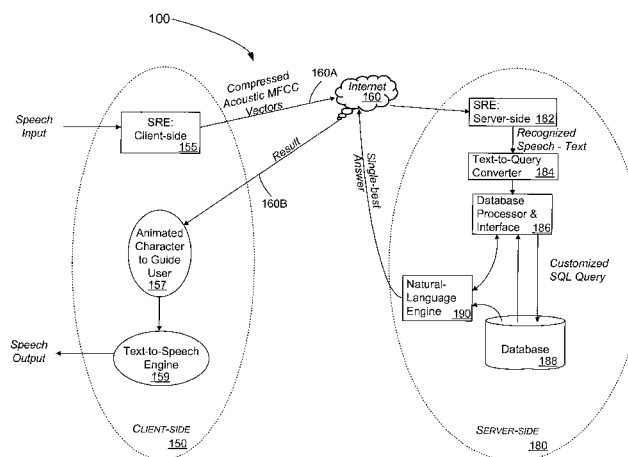 100
Compressed
Acoustic MFCC
Vectors
160A
Internet
160
Speech
Input
SRE:
Client-side
155
SRE:
Server-side 182
Recognized
Speech - Text
Text-to-Query
Converter
184
Result
160B
Single-best
Answer
Database
Processor &
Interface
186
Animated
Character
to Guide
User
157
Customized
SQL Query
Natural-
Language
Engine
190
Speech
Output
Text-to-Speech
Engine
159
Database
188
CLIENT-SIDE
150
SERVER-SIDE
180